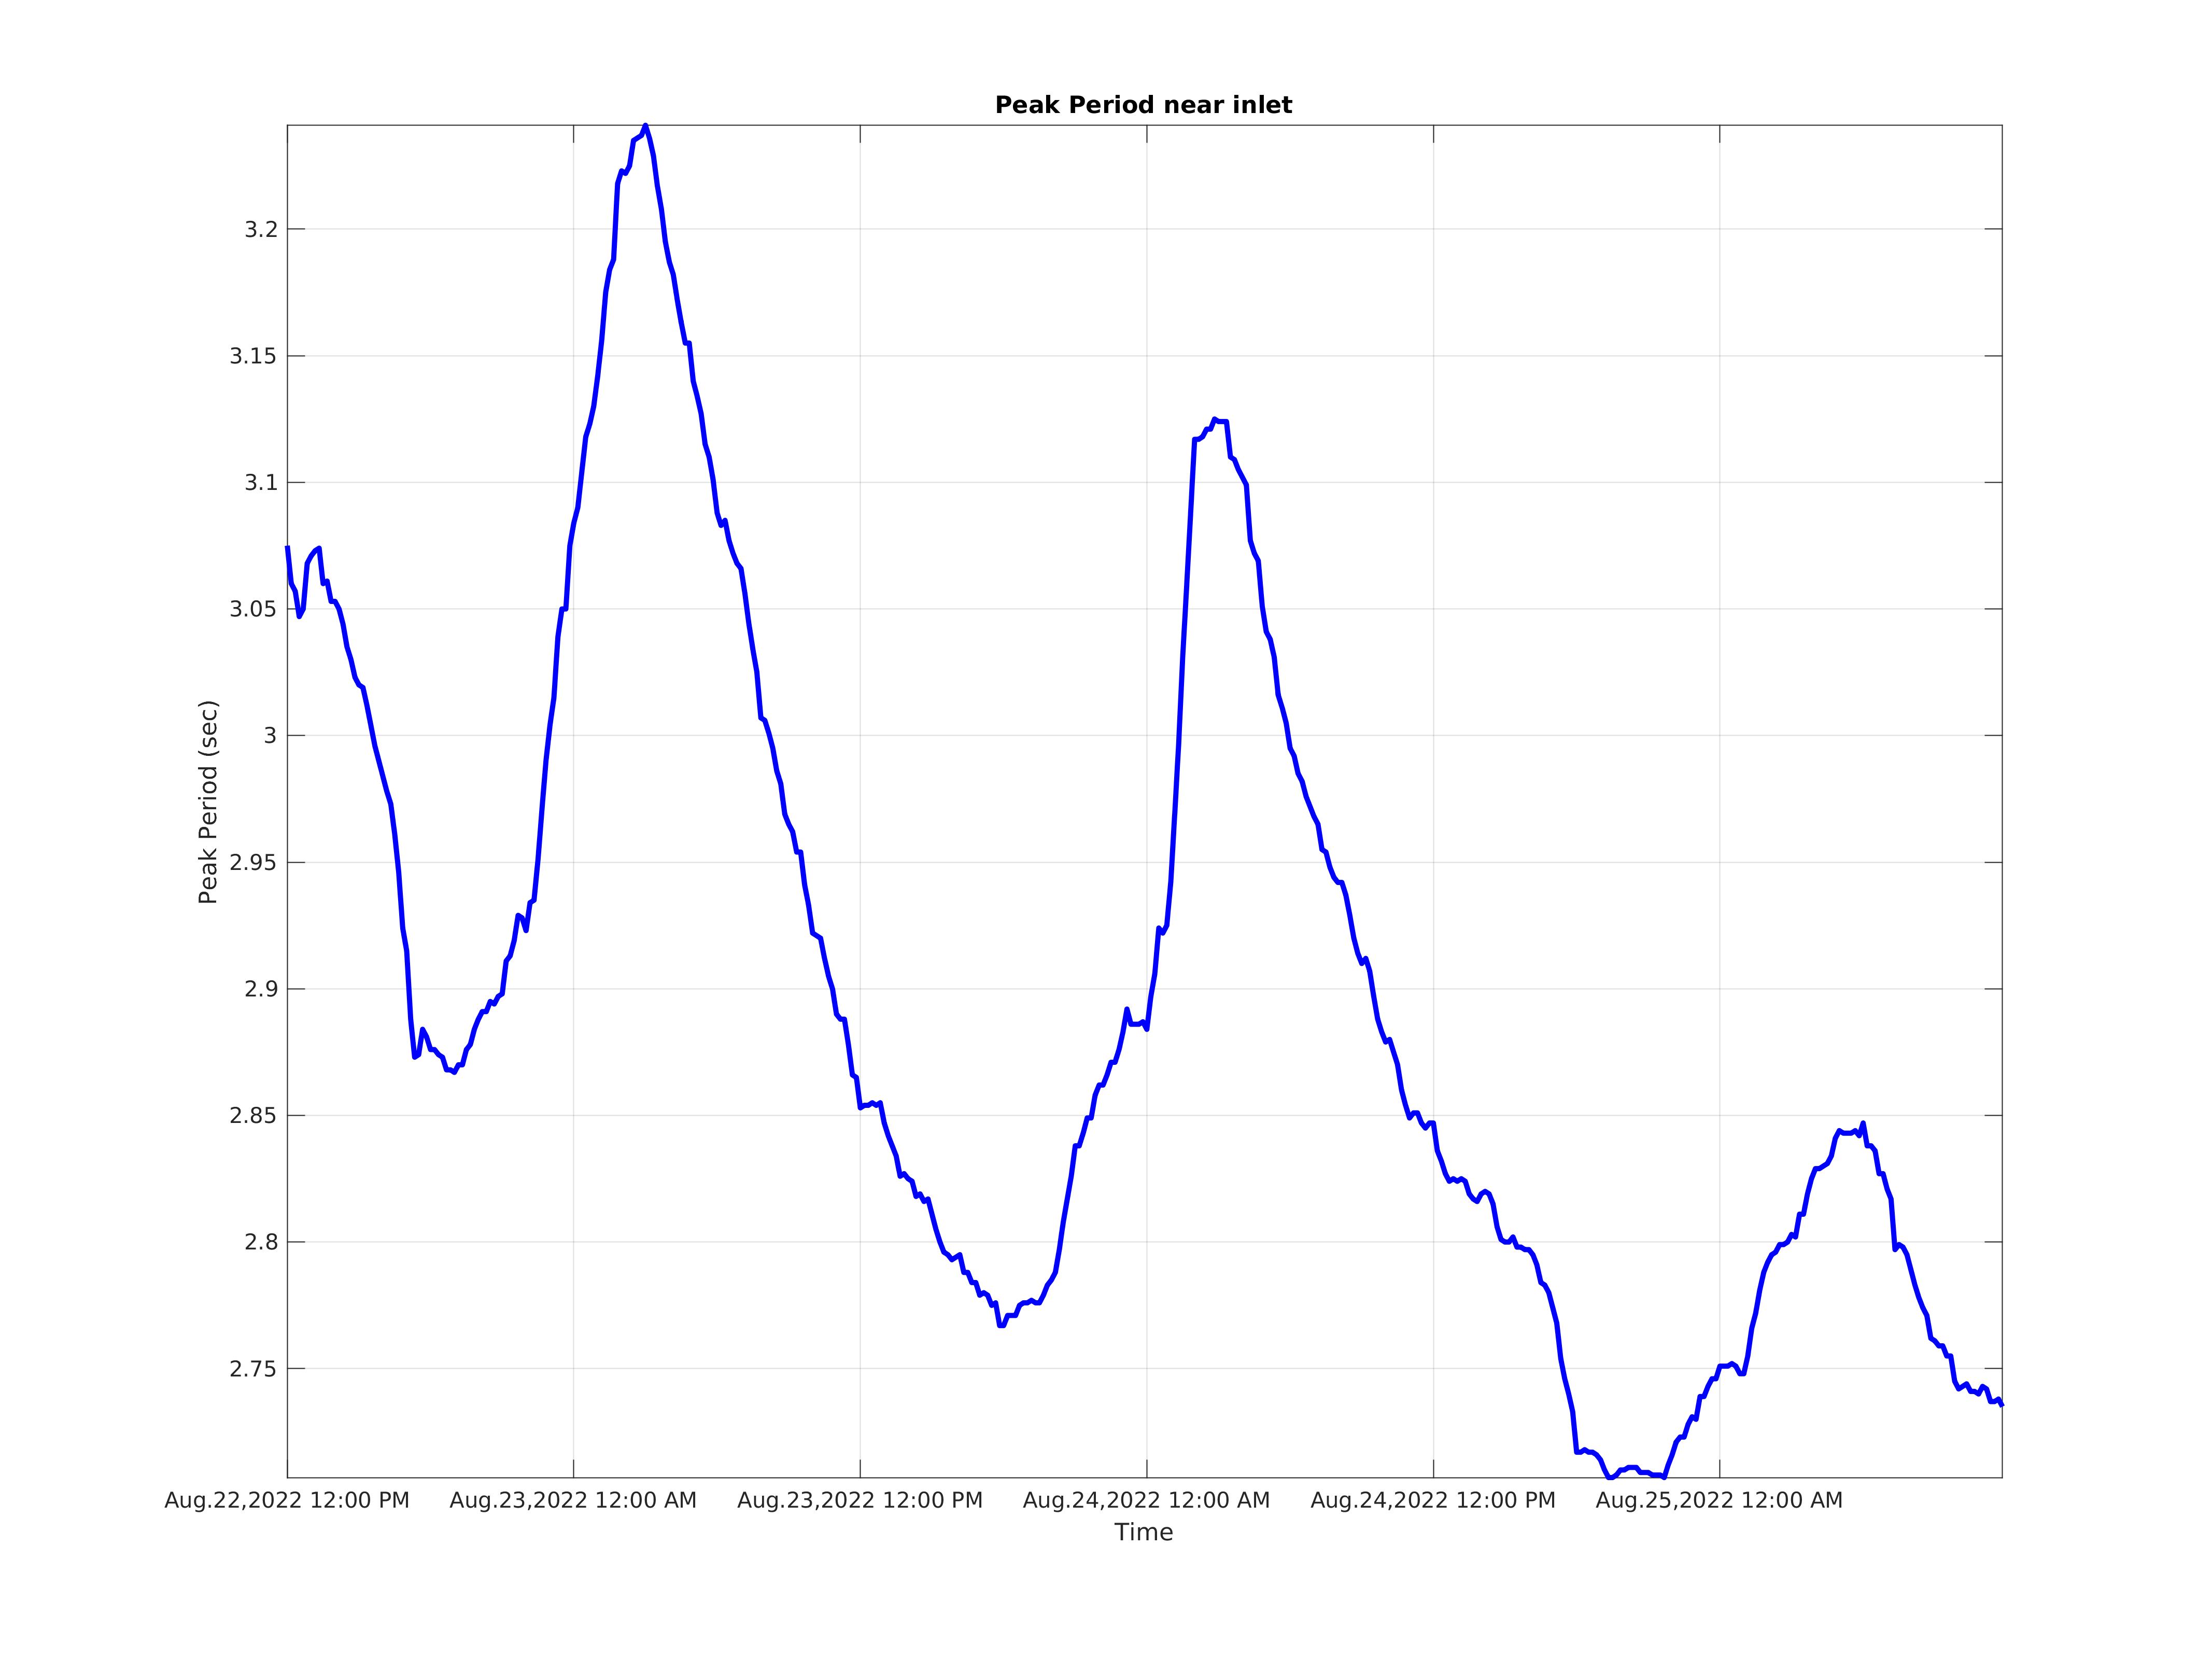 Peak Period near inlet
3.2
3.15
3.1
3.05
3
2.95
2.9
2.85
2.8
2.75
Peak Period (sec)
Aug.22,2022 12:00 PM Aug.23,2022 12:00 AM Aug.23,2022 12:00 PM Aug.24,2022 12:00 AM Aug.24,2022 12:00 PM Aug.25,2022 12:00 AM
Time